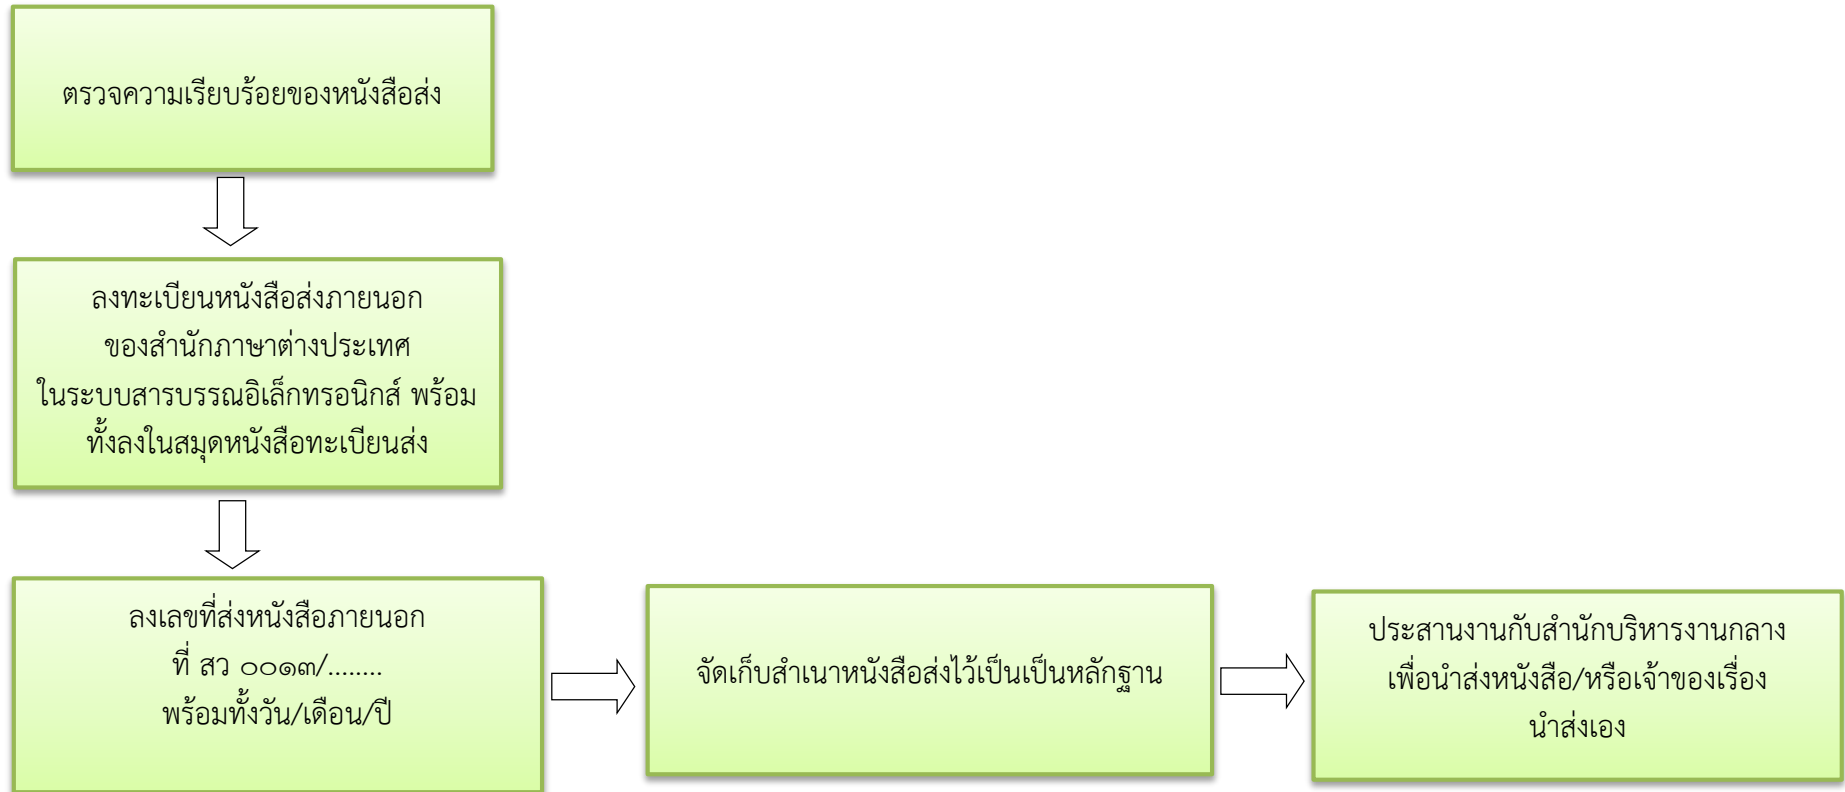 ตรวจความเรียบร้อยของหนังสือส่ง
ลงทะเบียนหนังสือส่งภายนอก
ของสำนักภาษาต่างประเทศ
ในระบบสารบรรณอิเล็กทรอนิกส์ พร้อม
ทั้งลงในสมุดหนังสือทะเบียนส่ง
ลงเลขที่ส่งหนังสือภายนอก
ที่ สว ๐๐๑๓/........
พร้อมทั้งวัน/เดือน/ปี
จัดเก็บสำเนาหนังสือส่งไว้เป็นเป็นหลักฐาน
ประสานงานกับสำนักบริหารงานกลาง
เพื่อนำส่งหนังสือ/หรือเจ้าของเรื่อง
นำส่งเอง